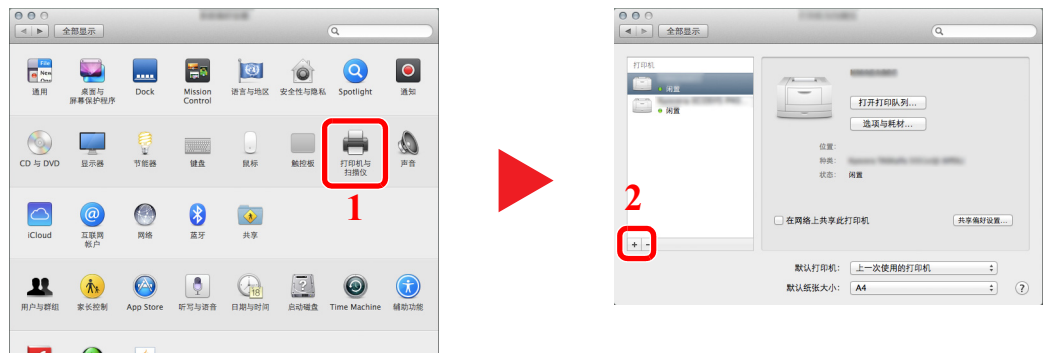 全部显示
File
New
One
通用
桌面与
屏幕保护程序
Dock
Mission
Control
语言与地区
安全性与隐私
Spotlight
通知
CD 与 DVD
显示器
节能器
键盘
鼠标
触控板
打印机与
扫描仪
声音
1
iCloud
互联网
帐户
网络
蓝牙
共享
用户与群组
家长控制
App Store
听写与语音
18
日期与时间
启动磁盘
Time Machine
辅助功能
全部显示
打印机
闲置
闲置
2
+ −
打开打印队列...
选项与耗材...
位置:
种类:
状态: 闲置
在网络上共享此打印机
共享偏好设置...
默认打印机: 上一次使用的打印机
默认纸张大小: A4
?